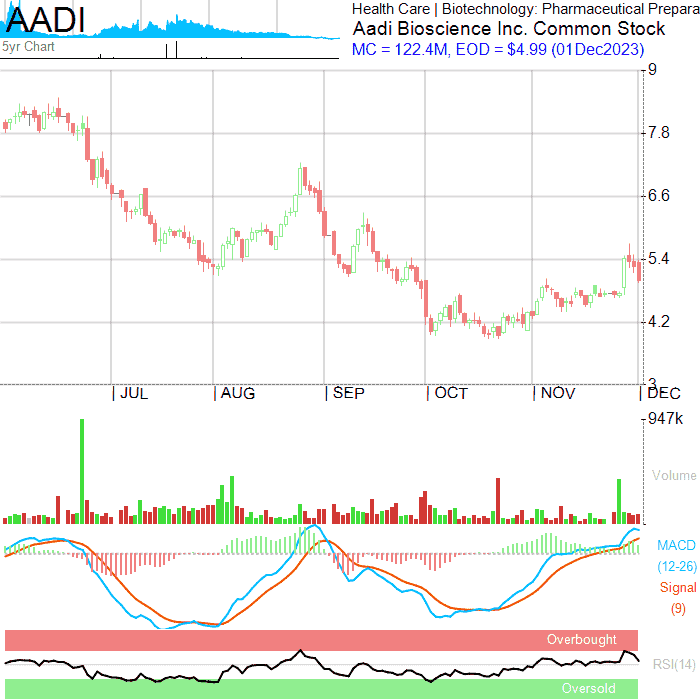 AADI
5yr Chart
Health Care | Biotechnology: Pharmaceutical Prepara
Aadi Bioscience Inc. Common Stock
MC = 122.4M, EOD = $4.99 (01Dec2023)
9
7.8
6.6
5.4
4.2
3
JUL
AUG
SEP
OCT
NOV
DEC
947k
Volume
MACD
(12-26)
Signal
(9)
Overbought
RSI(14)
Oversold